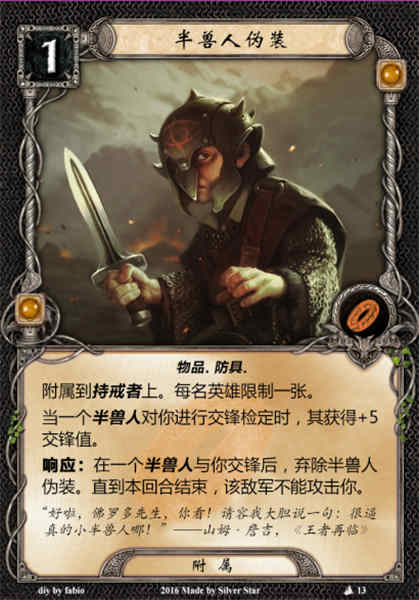 1
半兽人伪装
物品. 防具.
附属到持戒者上。每名英雄限制一张。
当一个半兽人对你进行交锋检定时，其获得+5
交锋值。
响应：在一个半兽人与你交锋后，弃除半兽人
伪装。直到本回合结束，该敌军不能攻击你。
“好啦，佛罗多先生，你看！请容我大胆说一句：很逼
真的小半兽人哪！”——山姆·詹吉，《王者再临》
附 属
diy by fabio 2016 Made by Silver Star 13